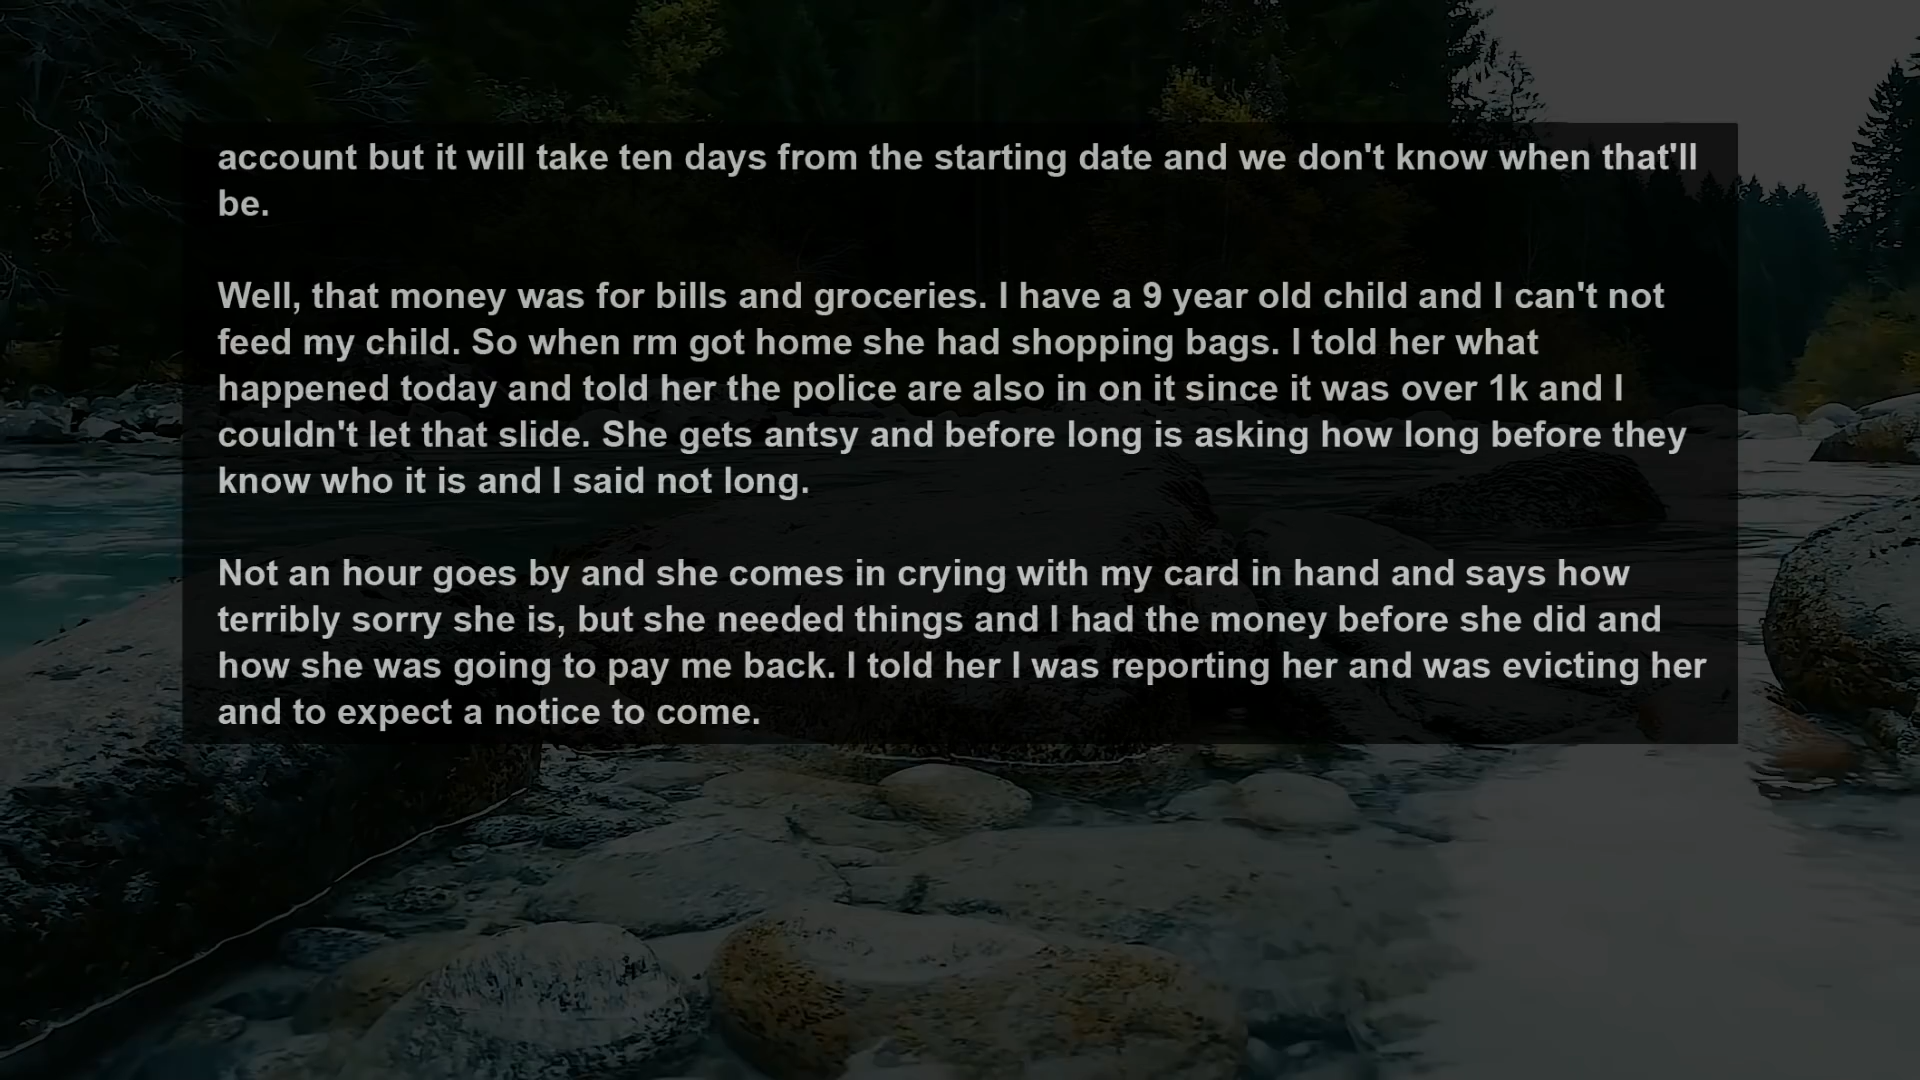 account but it will take ten days from the starting date and we don't know when that'll
be.
Well, that money was for bills and groceries. I have a 9 year old child and I can't not
feed my child. So when rm got home she had shopping bags. I told her what
happened today and told her the police are also in on it since it was over 1k and I
couldn't let that slide. She gets antsy and before long is asking how long before they
know who it is and I said not long.
Not an hour goes by and she comes in crying with my card in hand and says how
terribly sorry she is, but she needed things and I had the money before she did and
how she was going to pay me back. I told her I was reporting her and was evicting her
and to expect a notice to come.